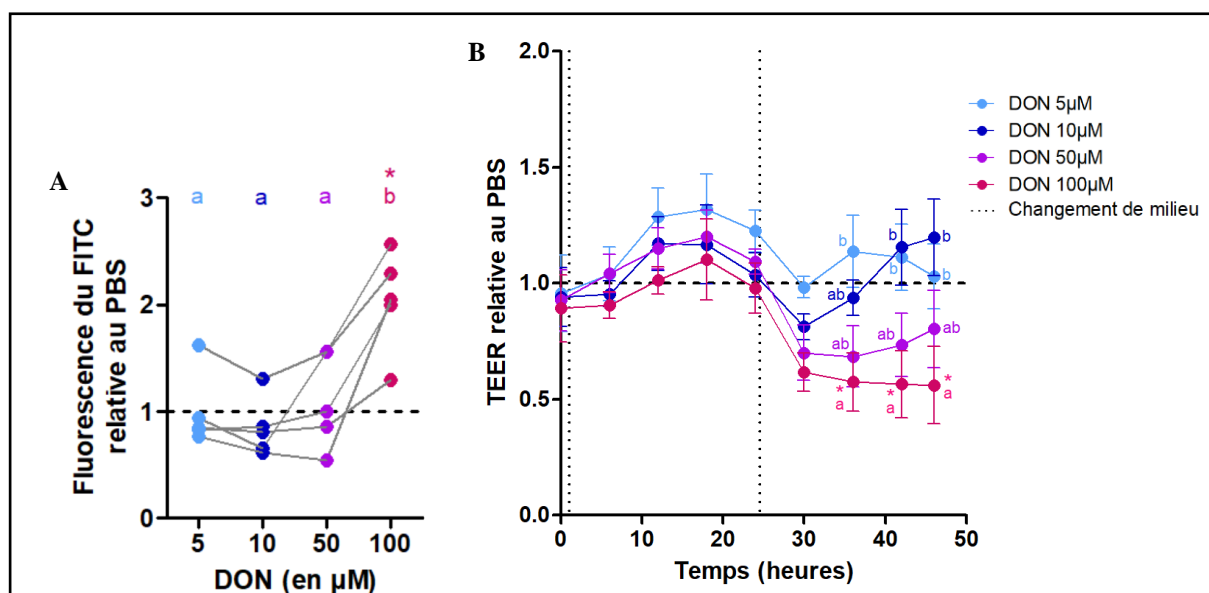 A
Fluorescence du FITC
relative au PBS
3
2
1
0
a a a *
b
5 10 50 100
DON (en µM)
B
TEER relative au PBS
2.0
1.5
1.0
0.5
0.0
b b b
b b
ab
ab ab ab
* * *
a a a
0 10 20 30 40 50
Temps (heures)
DON 5µM
DON 10µM
DON 50µM
DON 100µM
Changement de milieu